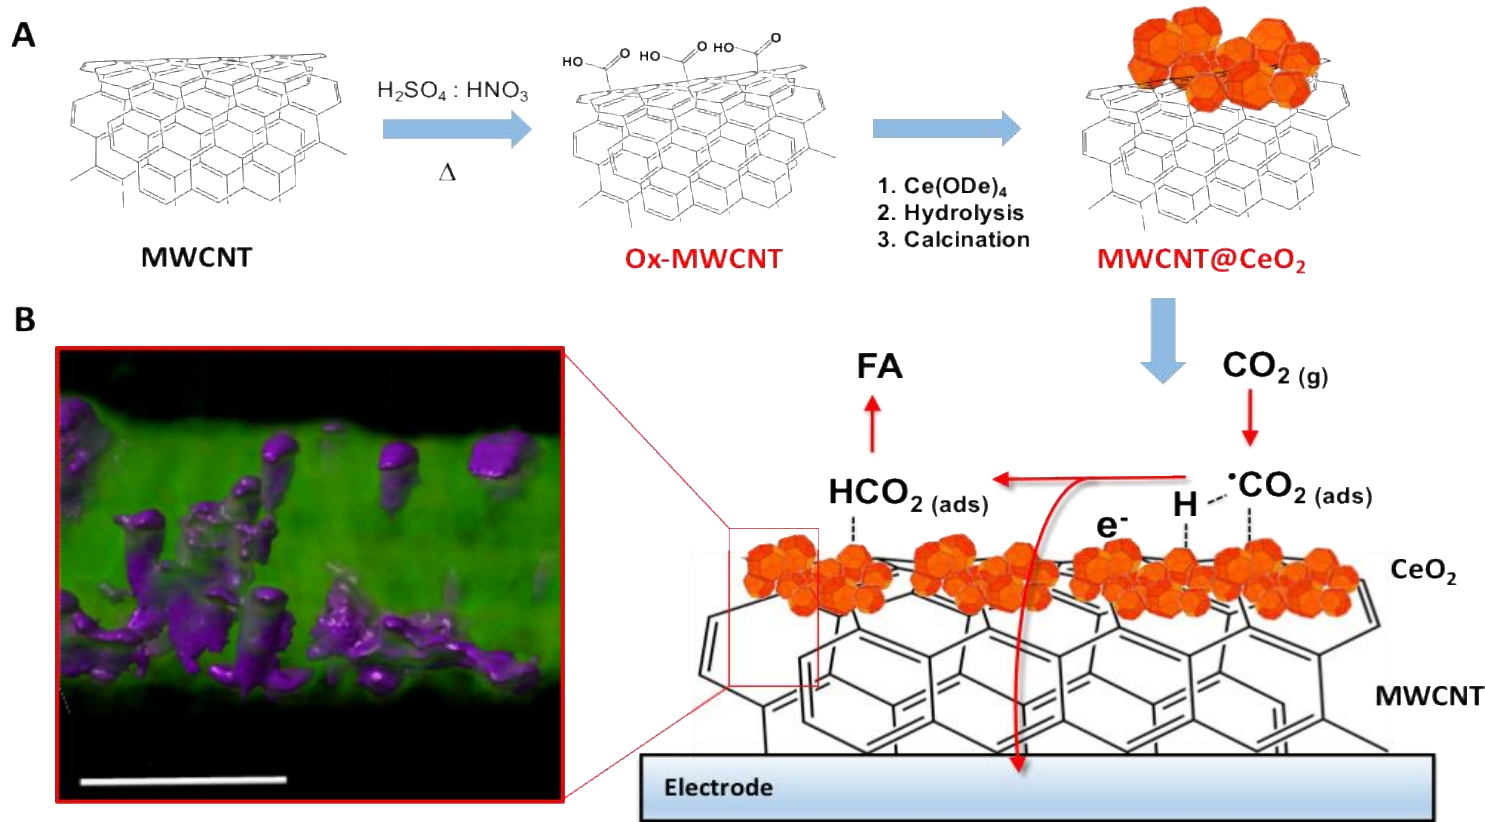 A
H₂SO₄ : HNO₃
Δ
MWCNT
HO O HO O HO O
Ox-MWCNT
1. Ce(ODe)₄
2. Hydrolysis
3. Calcination
MWCNT@CeO₂
B
FA
CO₂ (g)
HCO₂ (ads)
e⁻
H
•CO₂ (ads)
CeO₂
MWCNT
Electrode